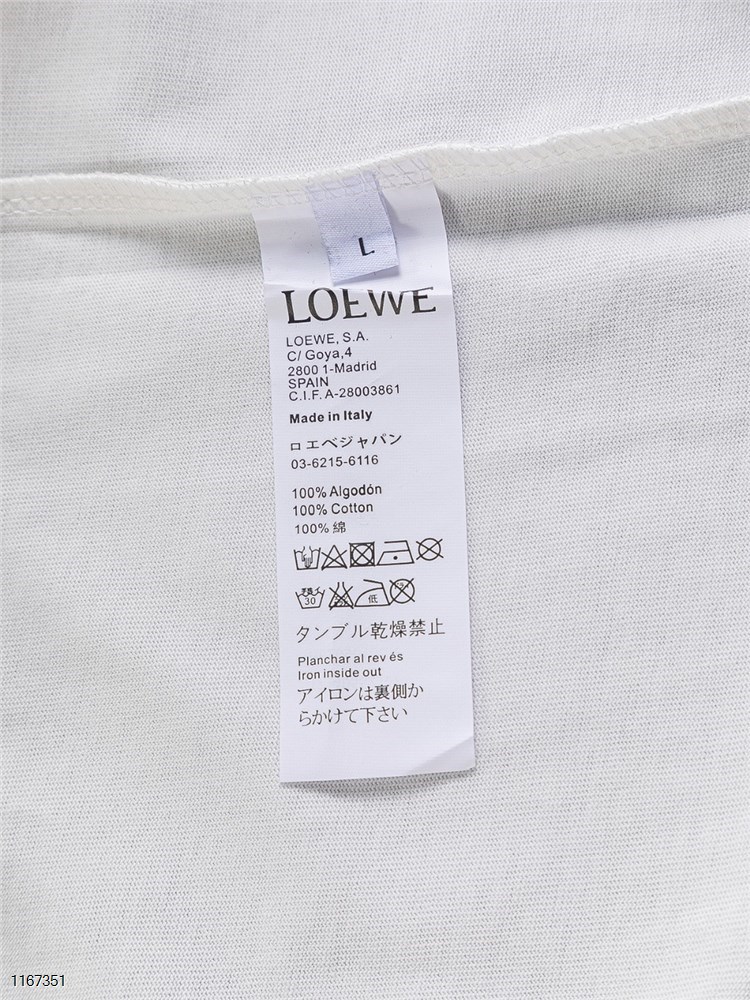 L
LOEWE
LOEWE, S.A.
C/ Goya,4
2800 1-Madrid
SPAIN
C.I.F. A-28003861
Made in Italy
ロエベジャパン
03-6215-6116
100% Algodón
100% Cotton
100% 綿
30
低
タンブル乾燥禁止
Planchar al rev és
Iron inside out
アイロンは裏側か
らかけて下さい
1167351